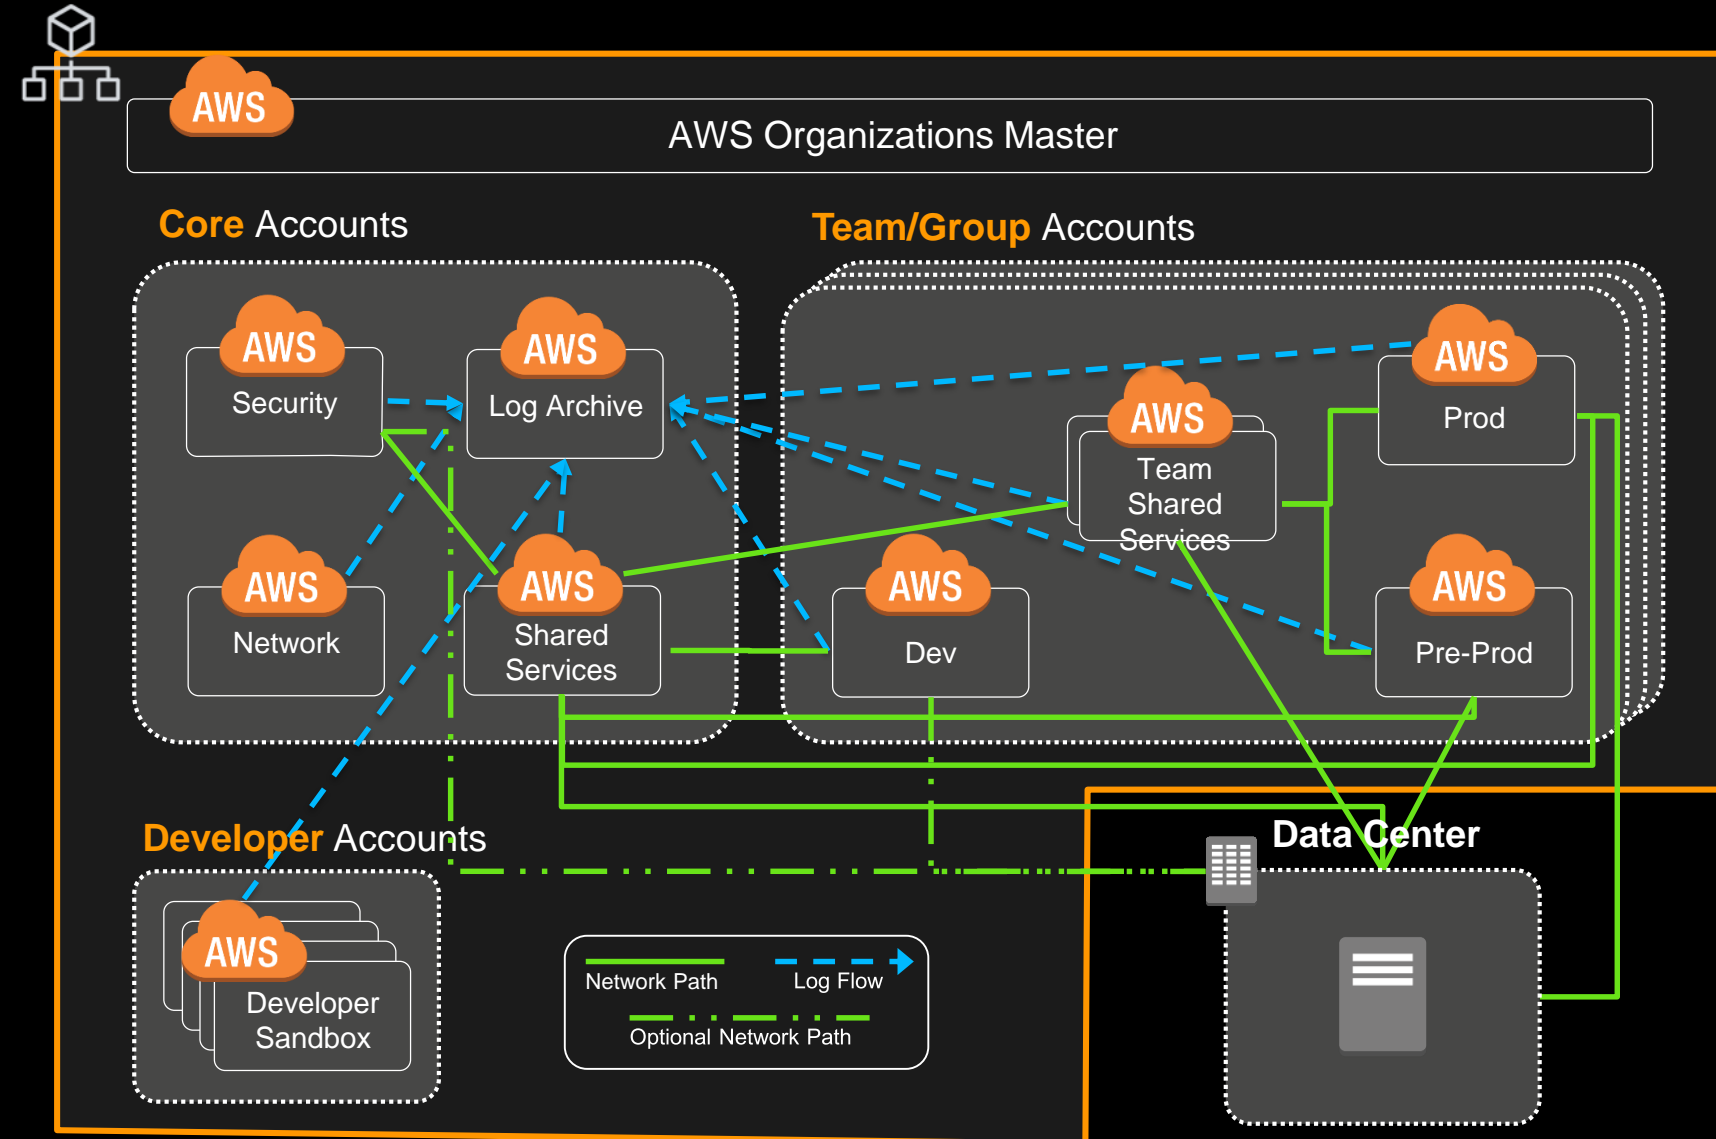 AWS
AWS Organizations Master
Core Accounts
Team/Group Accounts
AWS
Security
AWS
Log Archive
AWS
Prod
AWS
Team
Shared
Services
AWS
Network
AWS
Shared
Services
AWS
Dev
AWS
Pre-Prod
Developer Accounts
Data Center
AWS
Developer
Sandbox
Network Path
Log Flow
Optional Network Path